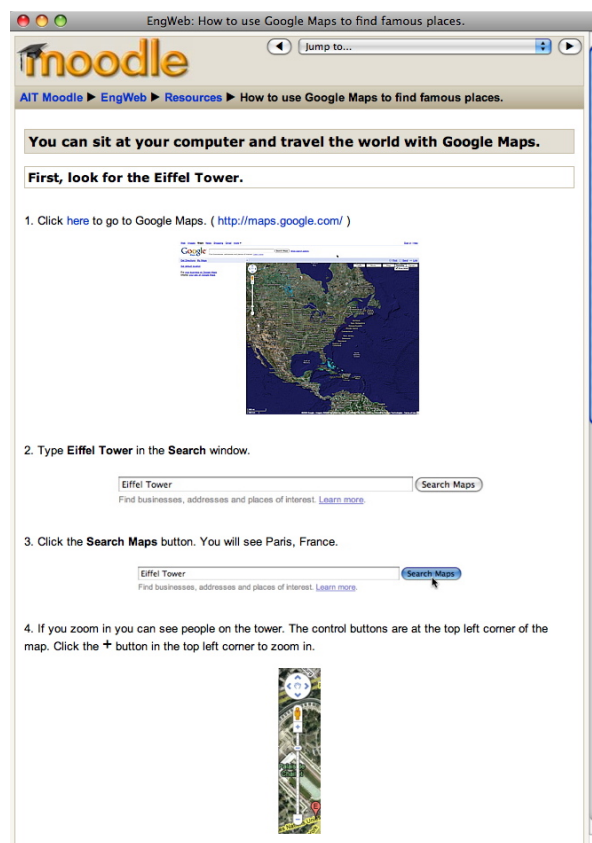 EngWeb: How to use Google Maps to find famous places.
moodle
Jump to...
AIT Moodle ► EngWeb ► Resources ► How to use Google Maps to find famous places.
You can sit at your computer and travel the world with Google Maps.
First, look for the Eiffel Tower.
1. Click here to go to Google Maps. ( http://maps.google.com/ )
Google
2. Type Eiffel Tower in the Search window.
Eiffel Tower
Search Maps
Find businesses, addresses and places of interest. Learn more.
3. Click the Search Maps button. You will see Paris, France.
Eiffel Tower
Search Maps
Find businesses, addresses and places of interest. Learn more.
4. If you zoom in you can see people on the tower. The control buttons are at the top left corner of the
map. Click the + button in the top left corner to zoom in.